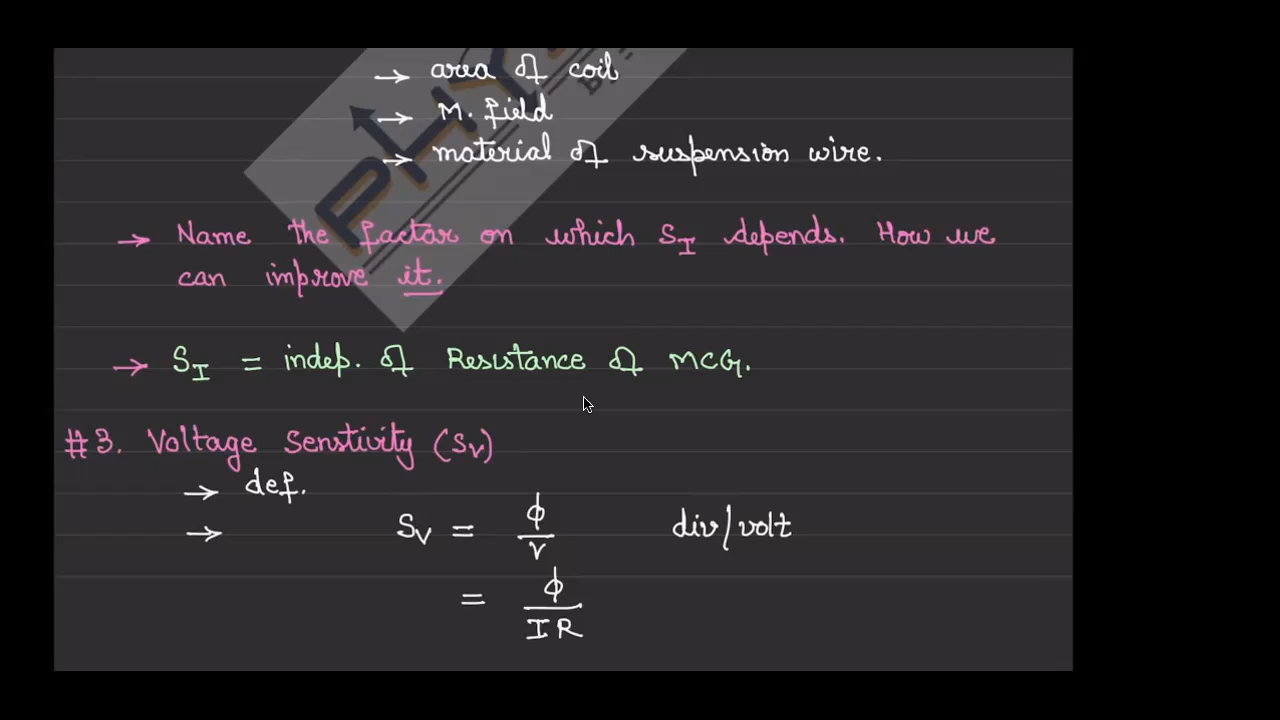 → area of coil
→ M. field
→ material of suspension wire.
→ Name the factor on which S_I depends. How we
can improve it.
→ S_I = indep. of Resistance of MCG.
#3. Voltage Senstivity (S_V)
→ def.
→ S_V = ϕ/V div/volt
= ϕ/IR